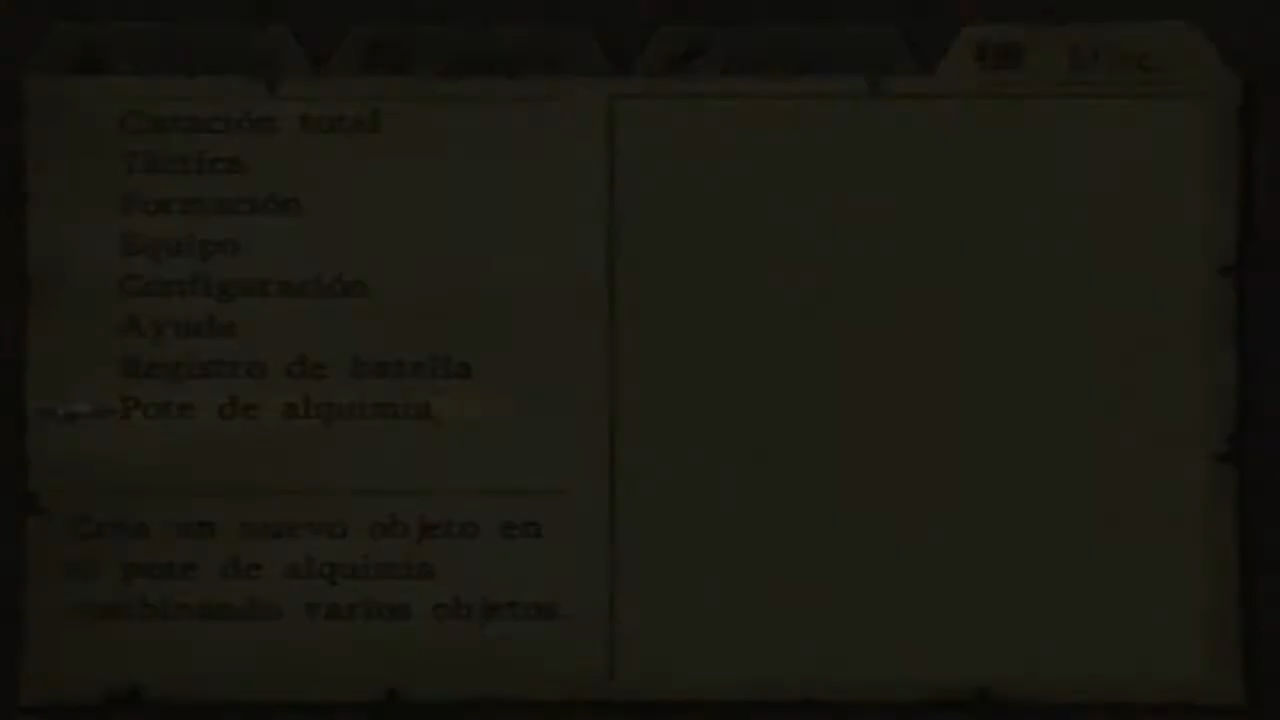 Curación total
Táctica
Formación
Equipo
Configuración
Ayuda
Registro de batalla
Pote de alquimia
Crea un nuevo objeto en
el pote de alquimia
combinando varios objetos.